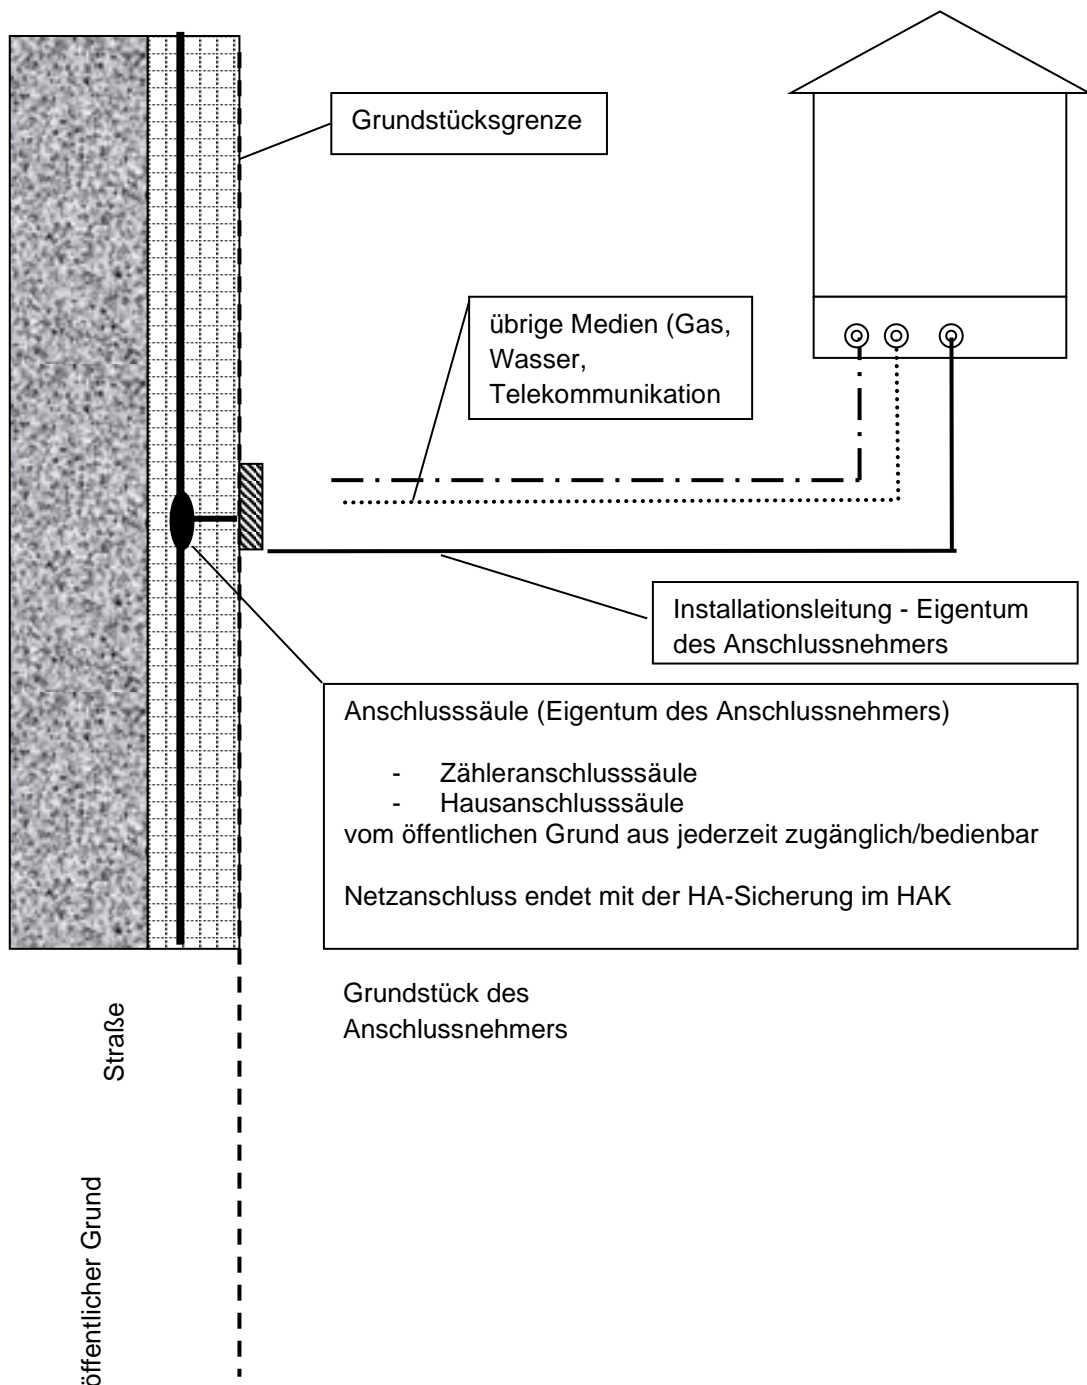 Grundstücksgrenze
übrige Medien (Gas,
Wasser,
Telekommunikation
Installationsleitung - Eigentum
des Anschlussnehmers
Anschlusssäule (Eigentum des Anschlussnehmers)
- Zähleranschlusssäule
- Hausanschlusssäule
vom öffentlichen Grund aus jederzeit zugänglich/bedienbar
Netzanschluss endet mit der HA-Sicherung im HAK
Grundstück des
Anschlussnehmers
Straße
öffentlicher Grund